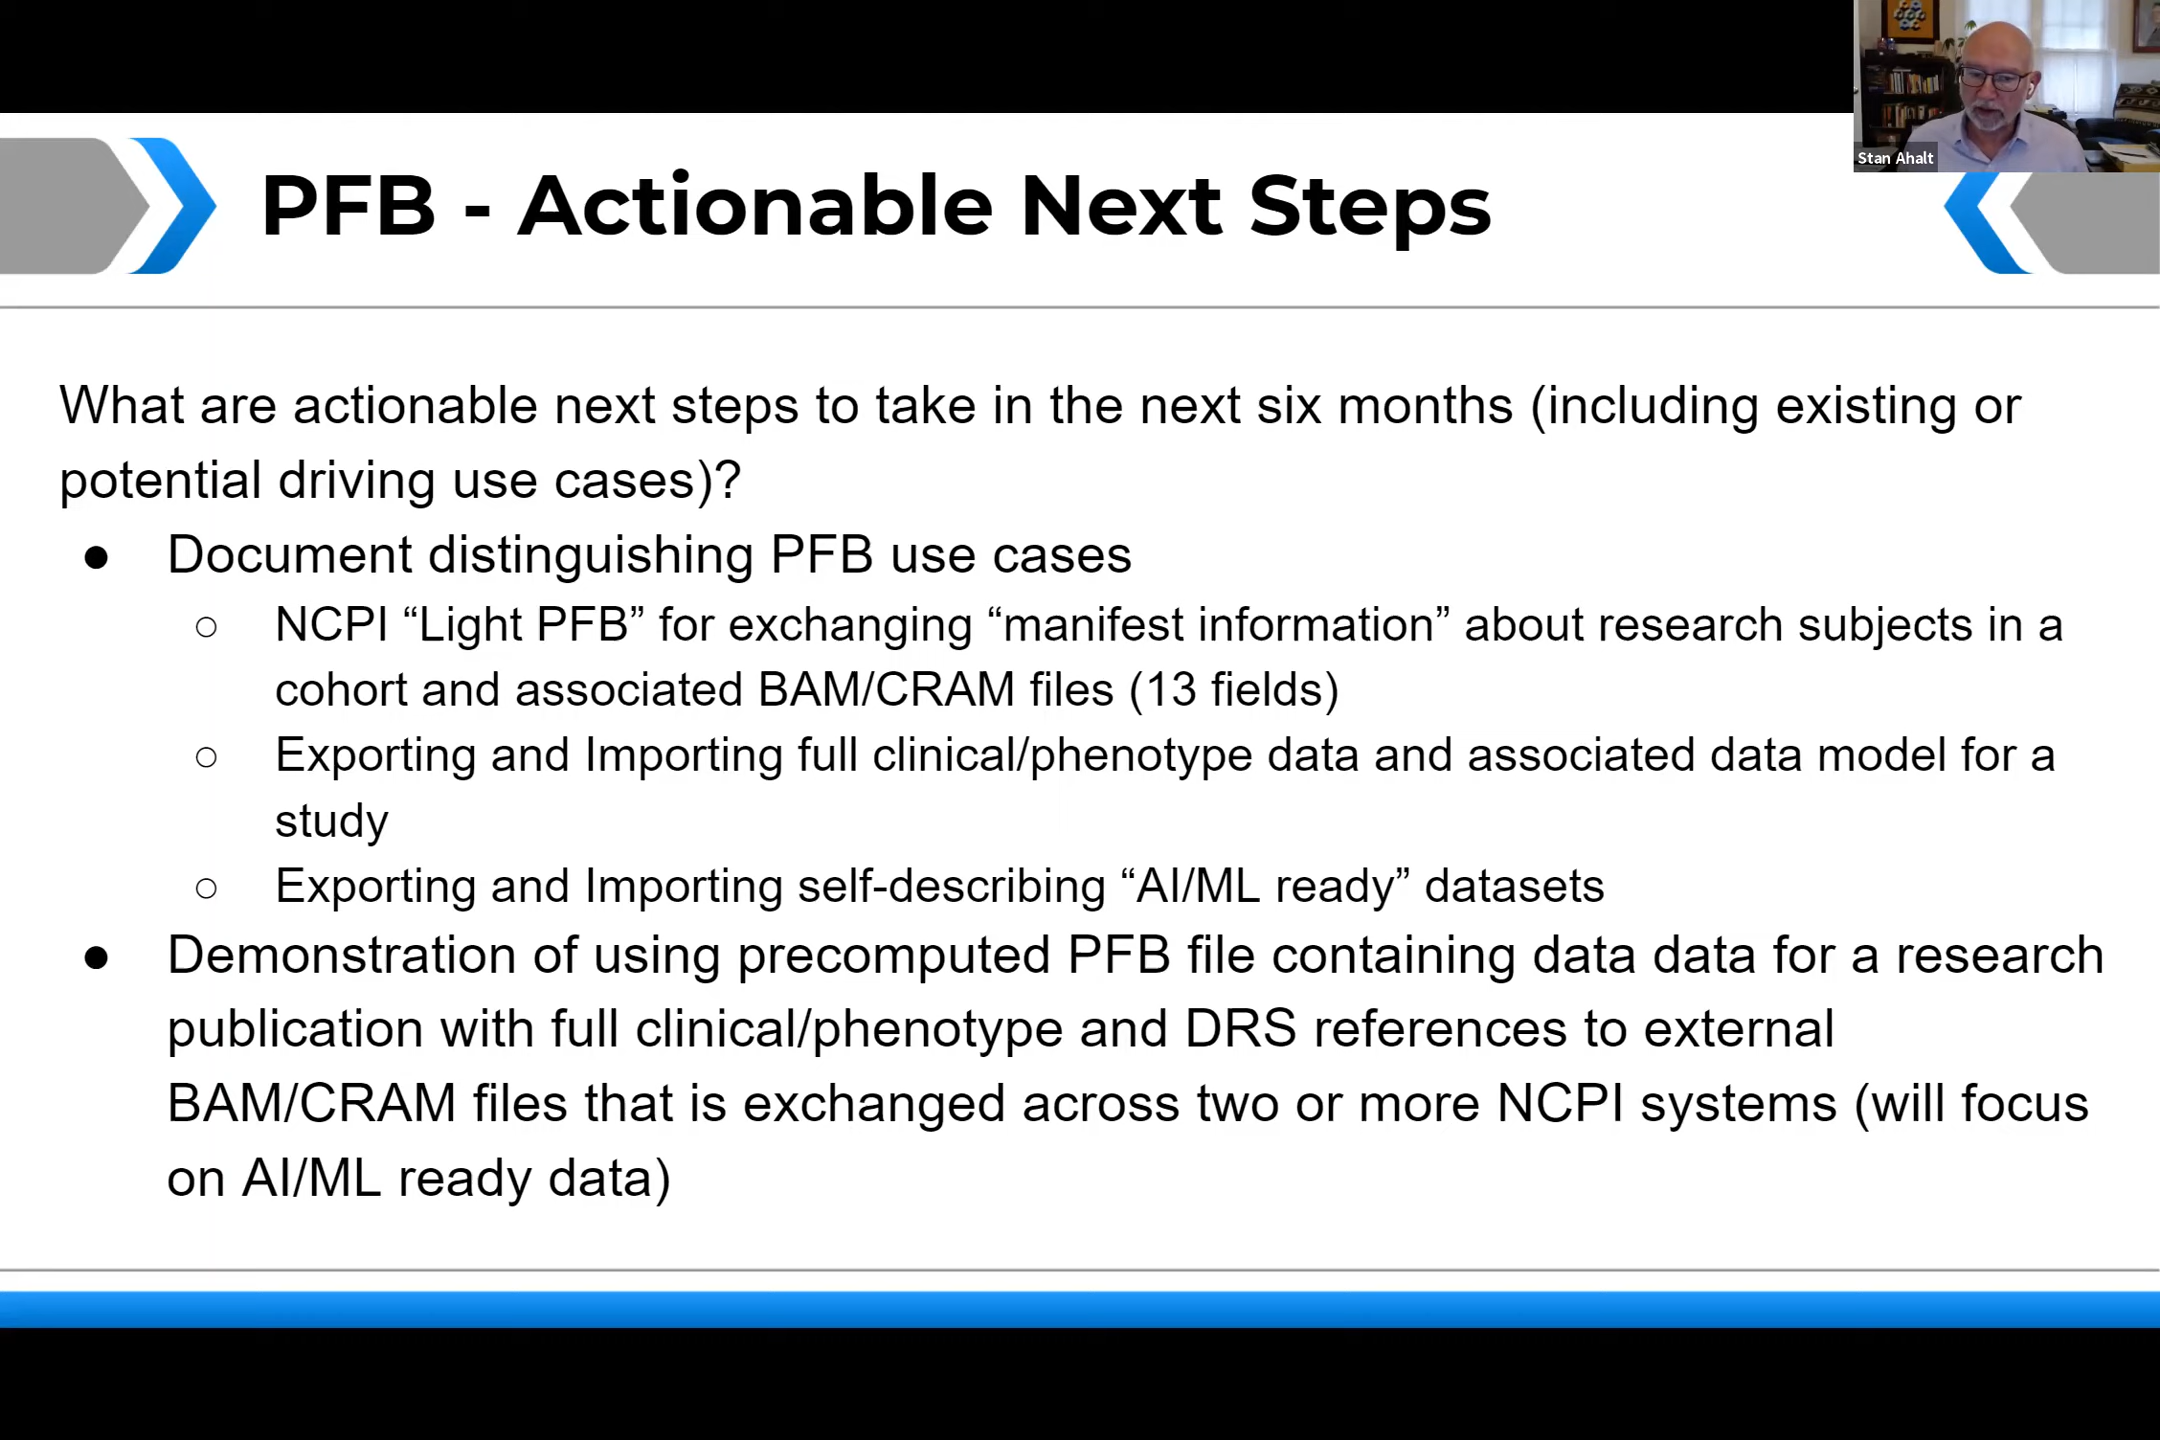 Stan Ahalt
PFB - Actionable Next Steps
What are actionable next steps to take in the next six months (including existing or
potential driving use cases)?
● Document distinguishing PFB use cases
○ NCPI “Light PFB” for exchanging “manifest information” about research subjects in a
cohort and associated BAM/CRAM files (13 fields)
○ Exporting and Importing full clinical/phenotype data and associated data model for a
study
○ Exporting and Importing self-describing “AI/ML ready” datasets
● Demonstration of using precomputed PFB file containing data data for a research
publication with full clinical/phenotype and DRS references to external
BAM/CRAM files that is exchanged across two or more NCPI systems (will focus
on AI/ML ready data)